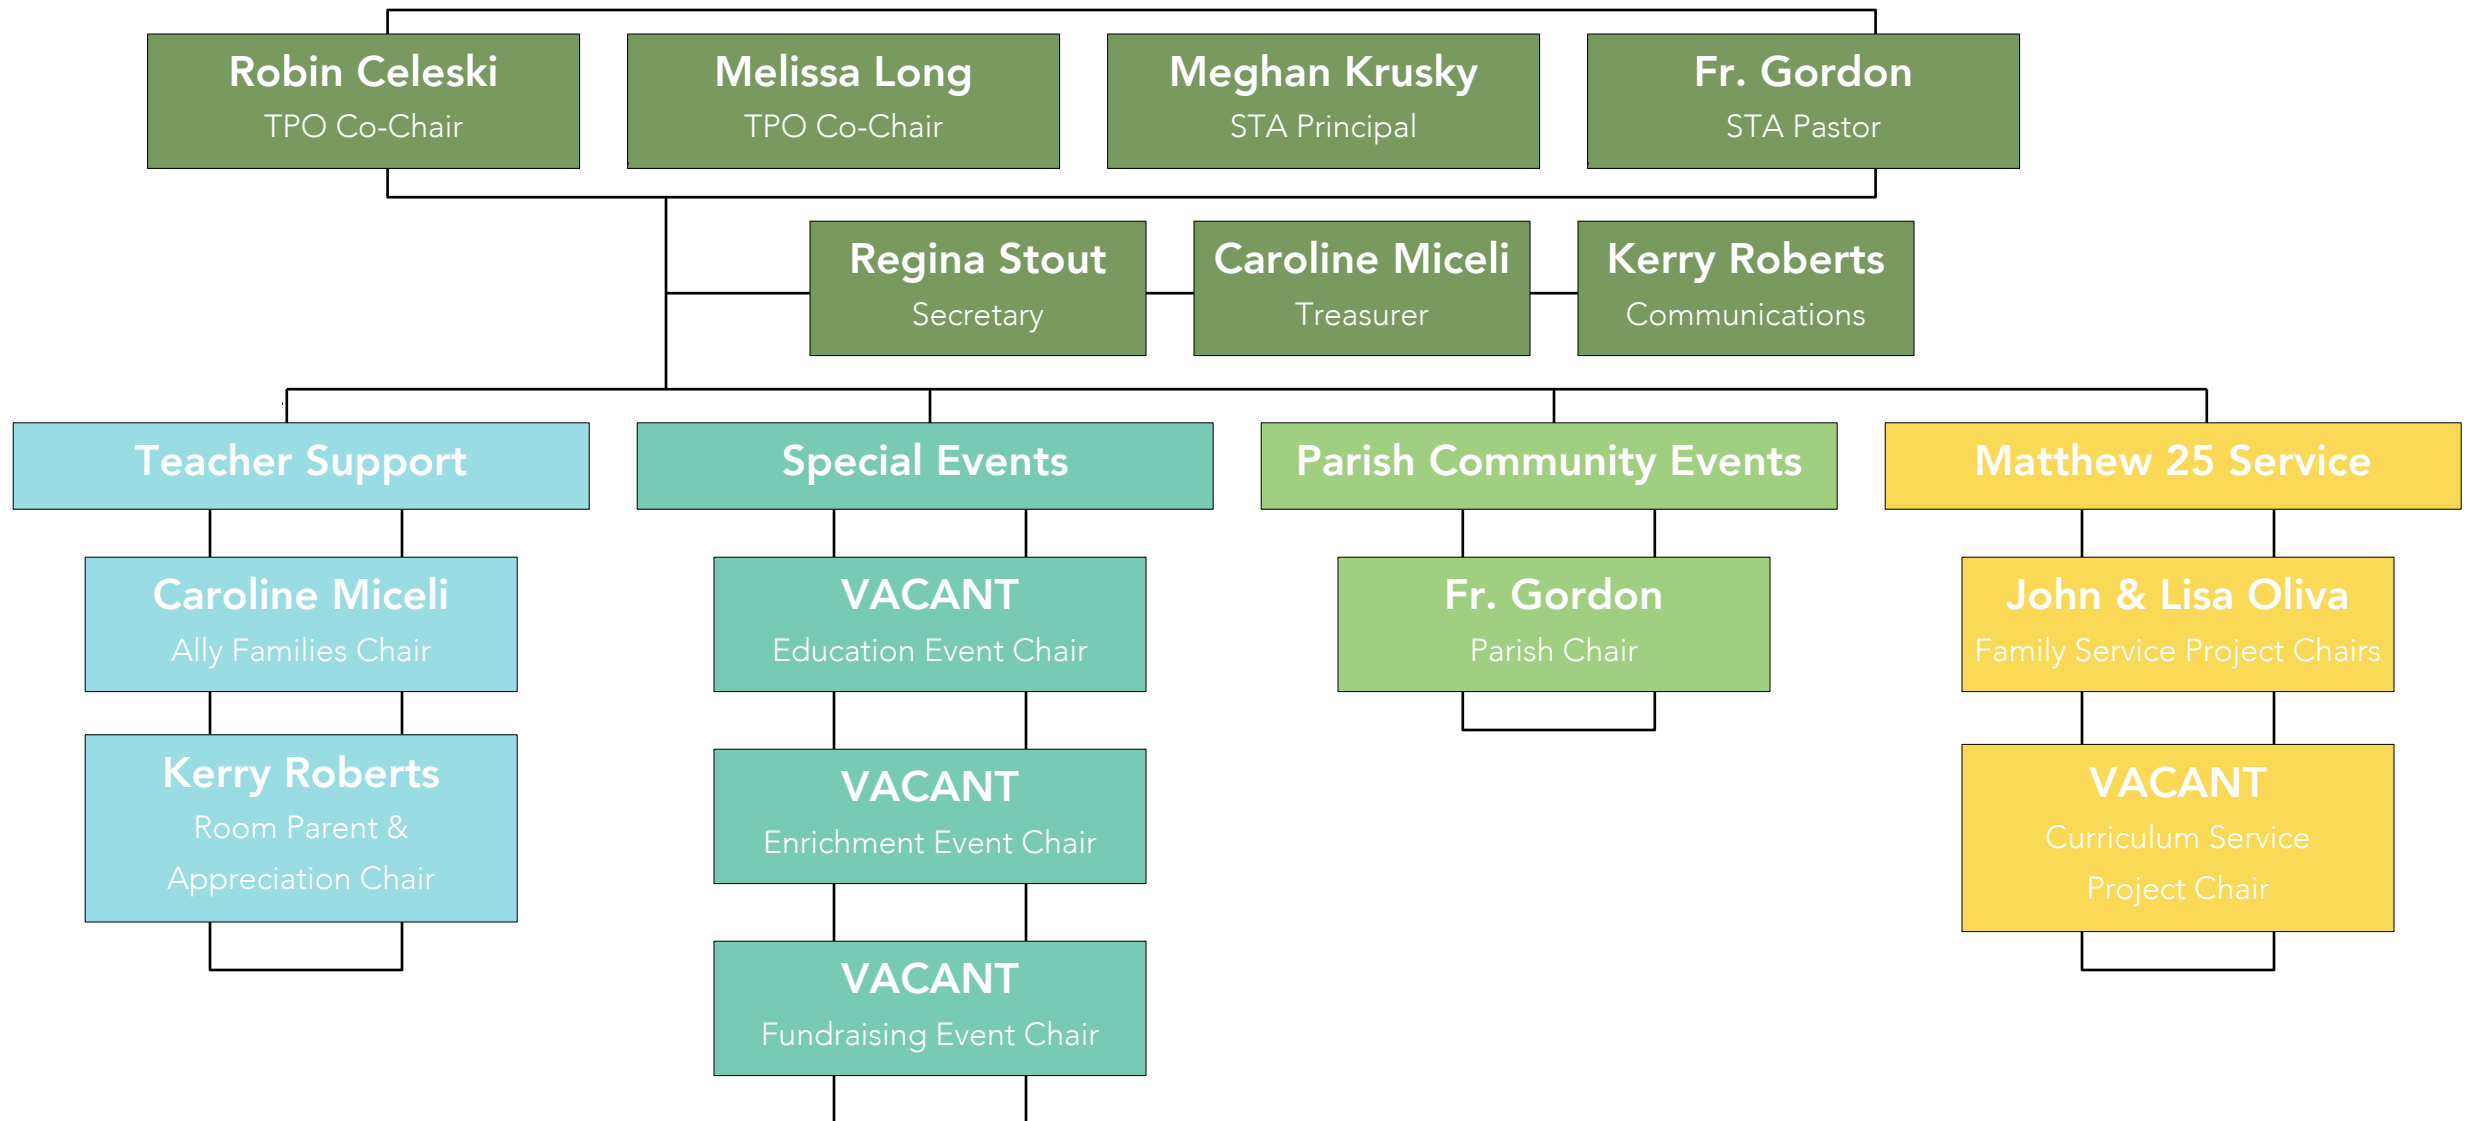 Robin Celeski
TPO Co-Chair
Melissa Long
TPO Co-Chair
Meghan Krusky
STA Principal
Fr. Gordon
STA Pastor
Regina Stout
Secretary
Caroline Miceli
Treasurer
Kerry Roberts
Communications
Teacher Support
Caroline Miceli
Ally Families Chair
Kerry Roberts
Room Parent &
Appreciation Chair
Special Events
VACANT
Education Event Chair
VACANT
Enrichment Event Chair
VACANT
Fundraising Event Chair
Parish Community Events
Fr. Gordon
Parish Chair
Matthew 25 Service
John & Lisa Oliva
Family Service Project Chairs
VACANT
Curriculum Service
Project Chair